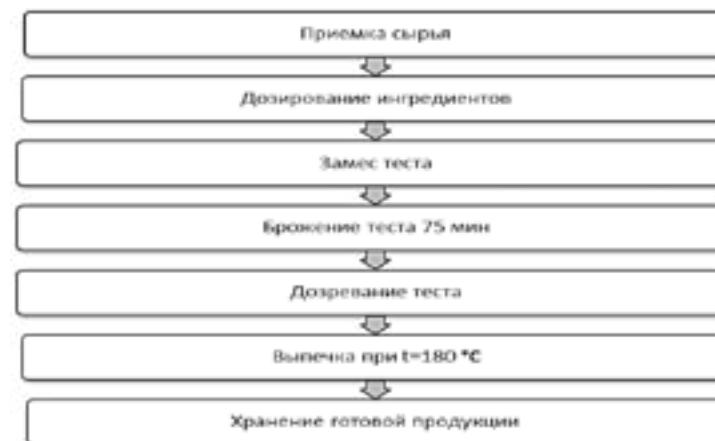 Приемка сырья
Дозирование ингредиентов
Замес теста
Брожение теста 75 мин
Дозревание теста
Выпечка при t=180 °C
Хранение готовой продукции